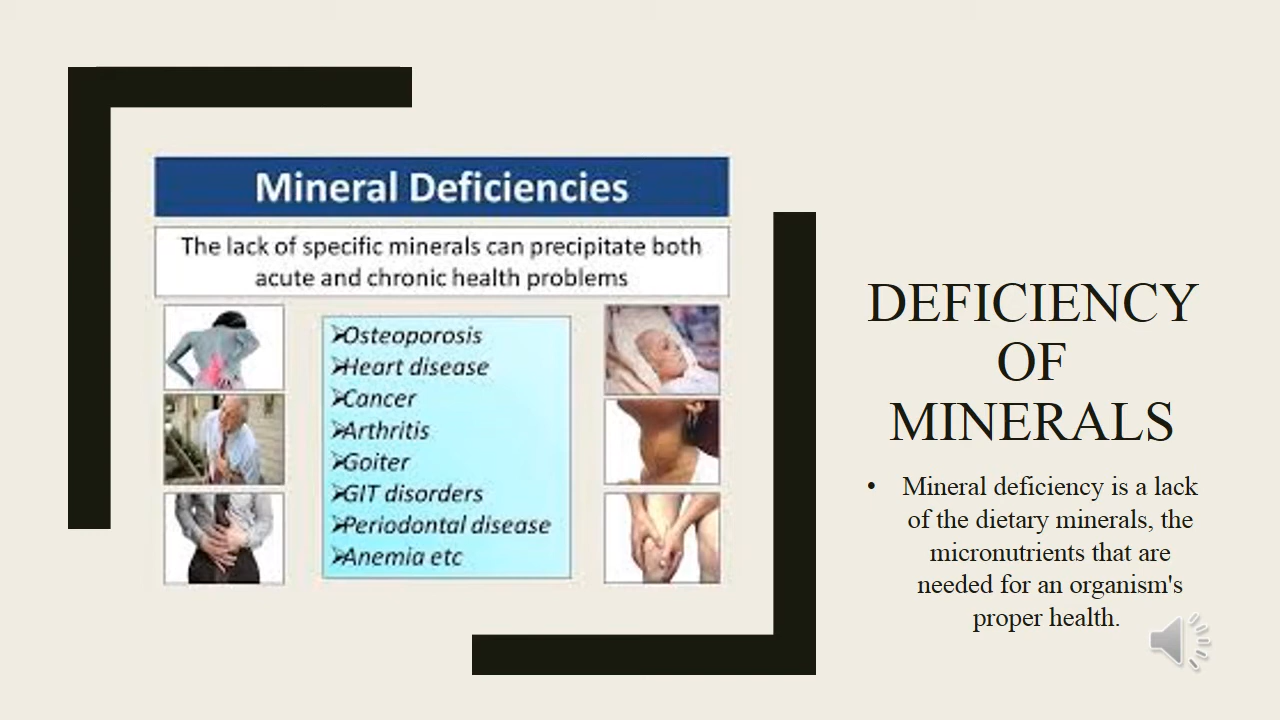 Mineral Deficiencies
The lack of specific minerals can precipitate both
acute and chronic health problems
➢Osteoporosis
➢Heart disease
➢Cancer
➢Arthritis
➢Goiter
➢GIT disorders
➢Periodontal disease
➢Anemia etc
DEFICIENCY
OF
MINERALS
• Mineral deficiency is a lack
of the dietary minerals, the
micronutrients that are
needed for an organism's
proper health.